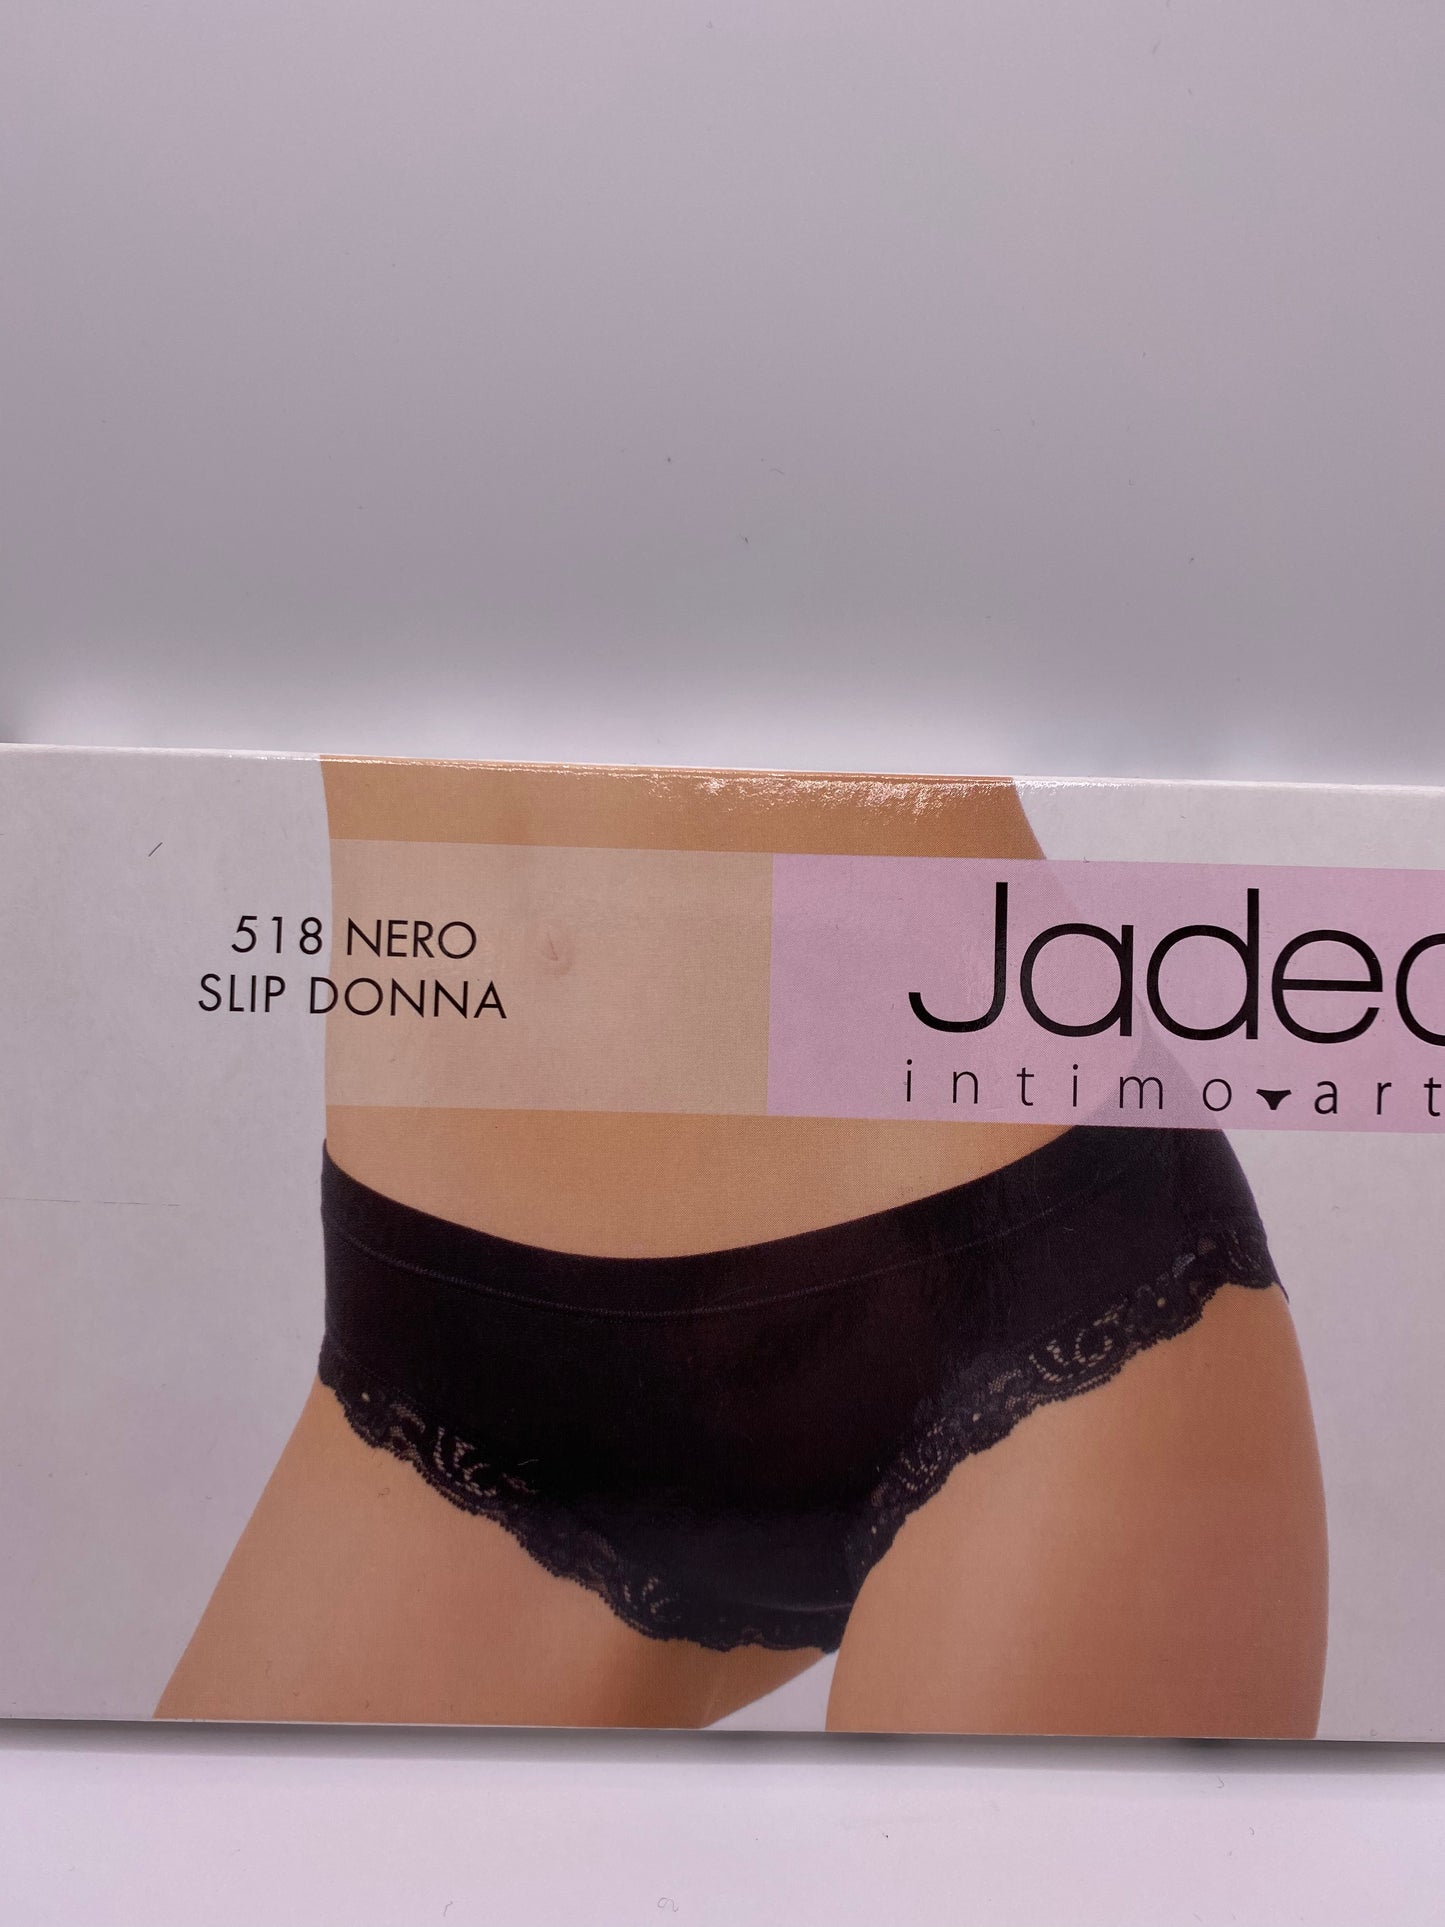 518 NERO
SLIP DONNA
Jadea
intimo art